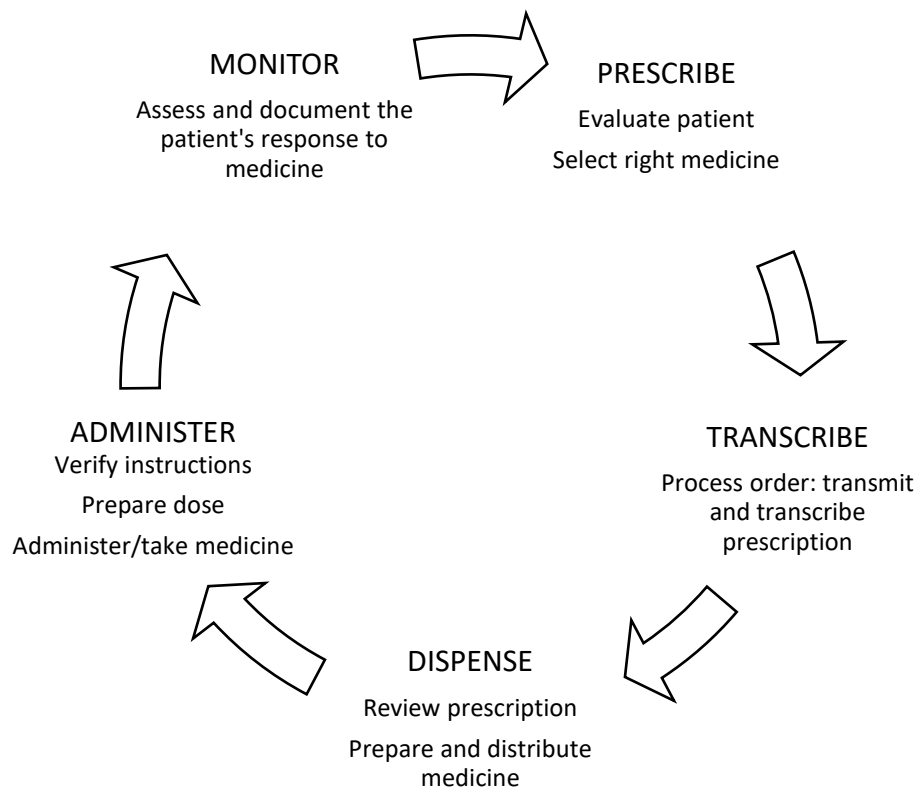 MONITOR
Assess and document the
patient's response to
medicine
PRESCRIBE
Evaluate patient
Select right medicine
TRANSCRIBE
Process order: transmit
and transcribe
prescription
DISPENSE
Review prescription
Prepare and distribute
medicine
ADMINISTER
Verify instructions
Prepare dose
Administer/take medicine